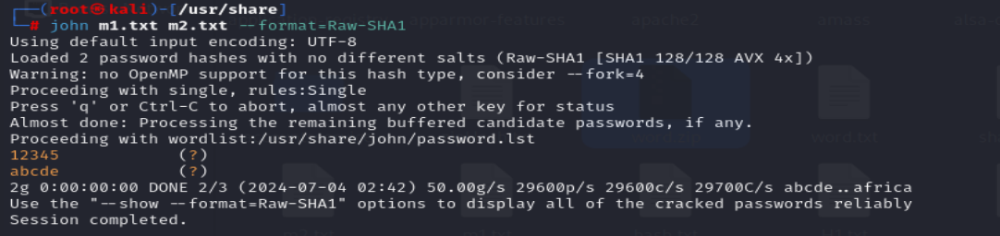 ┌──(root㉿kali)-[/usr/share]
└─# john m1.txt m2.txt --format=Raw-SHA1
Using default input encoding: UTF-8
Loaded 2 password hashes with no different salts (Raw-SHA1 [SHA1 128/128 AVX 4x])
Warning: no OpenMP support for this hash type, consider --fork=4
Proceeding with single, rules:Single
Press 'q' or Ctrl-C to abort, almost any other key for status
Almost done: Processing the remaining buffered candidate passwords, if any.
Proceeding with wordlist:/usr/share/john/password.lst
12345            (?)
abcde            (?)
2g 0:00:00:00 DONE 2/3 (2024-07-04 02:42) 50.00g/s 29600p/s 29600c/s 29700C/s abcde..africa
Use the "--show --format=Raw-SHA1" options to display all of the cracked passwords reliably
Session completed.